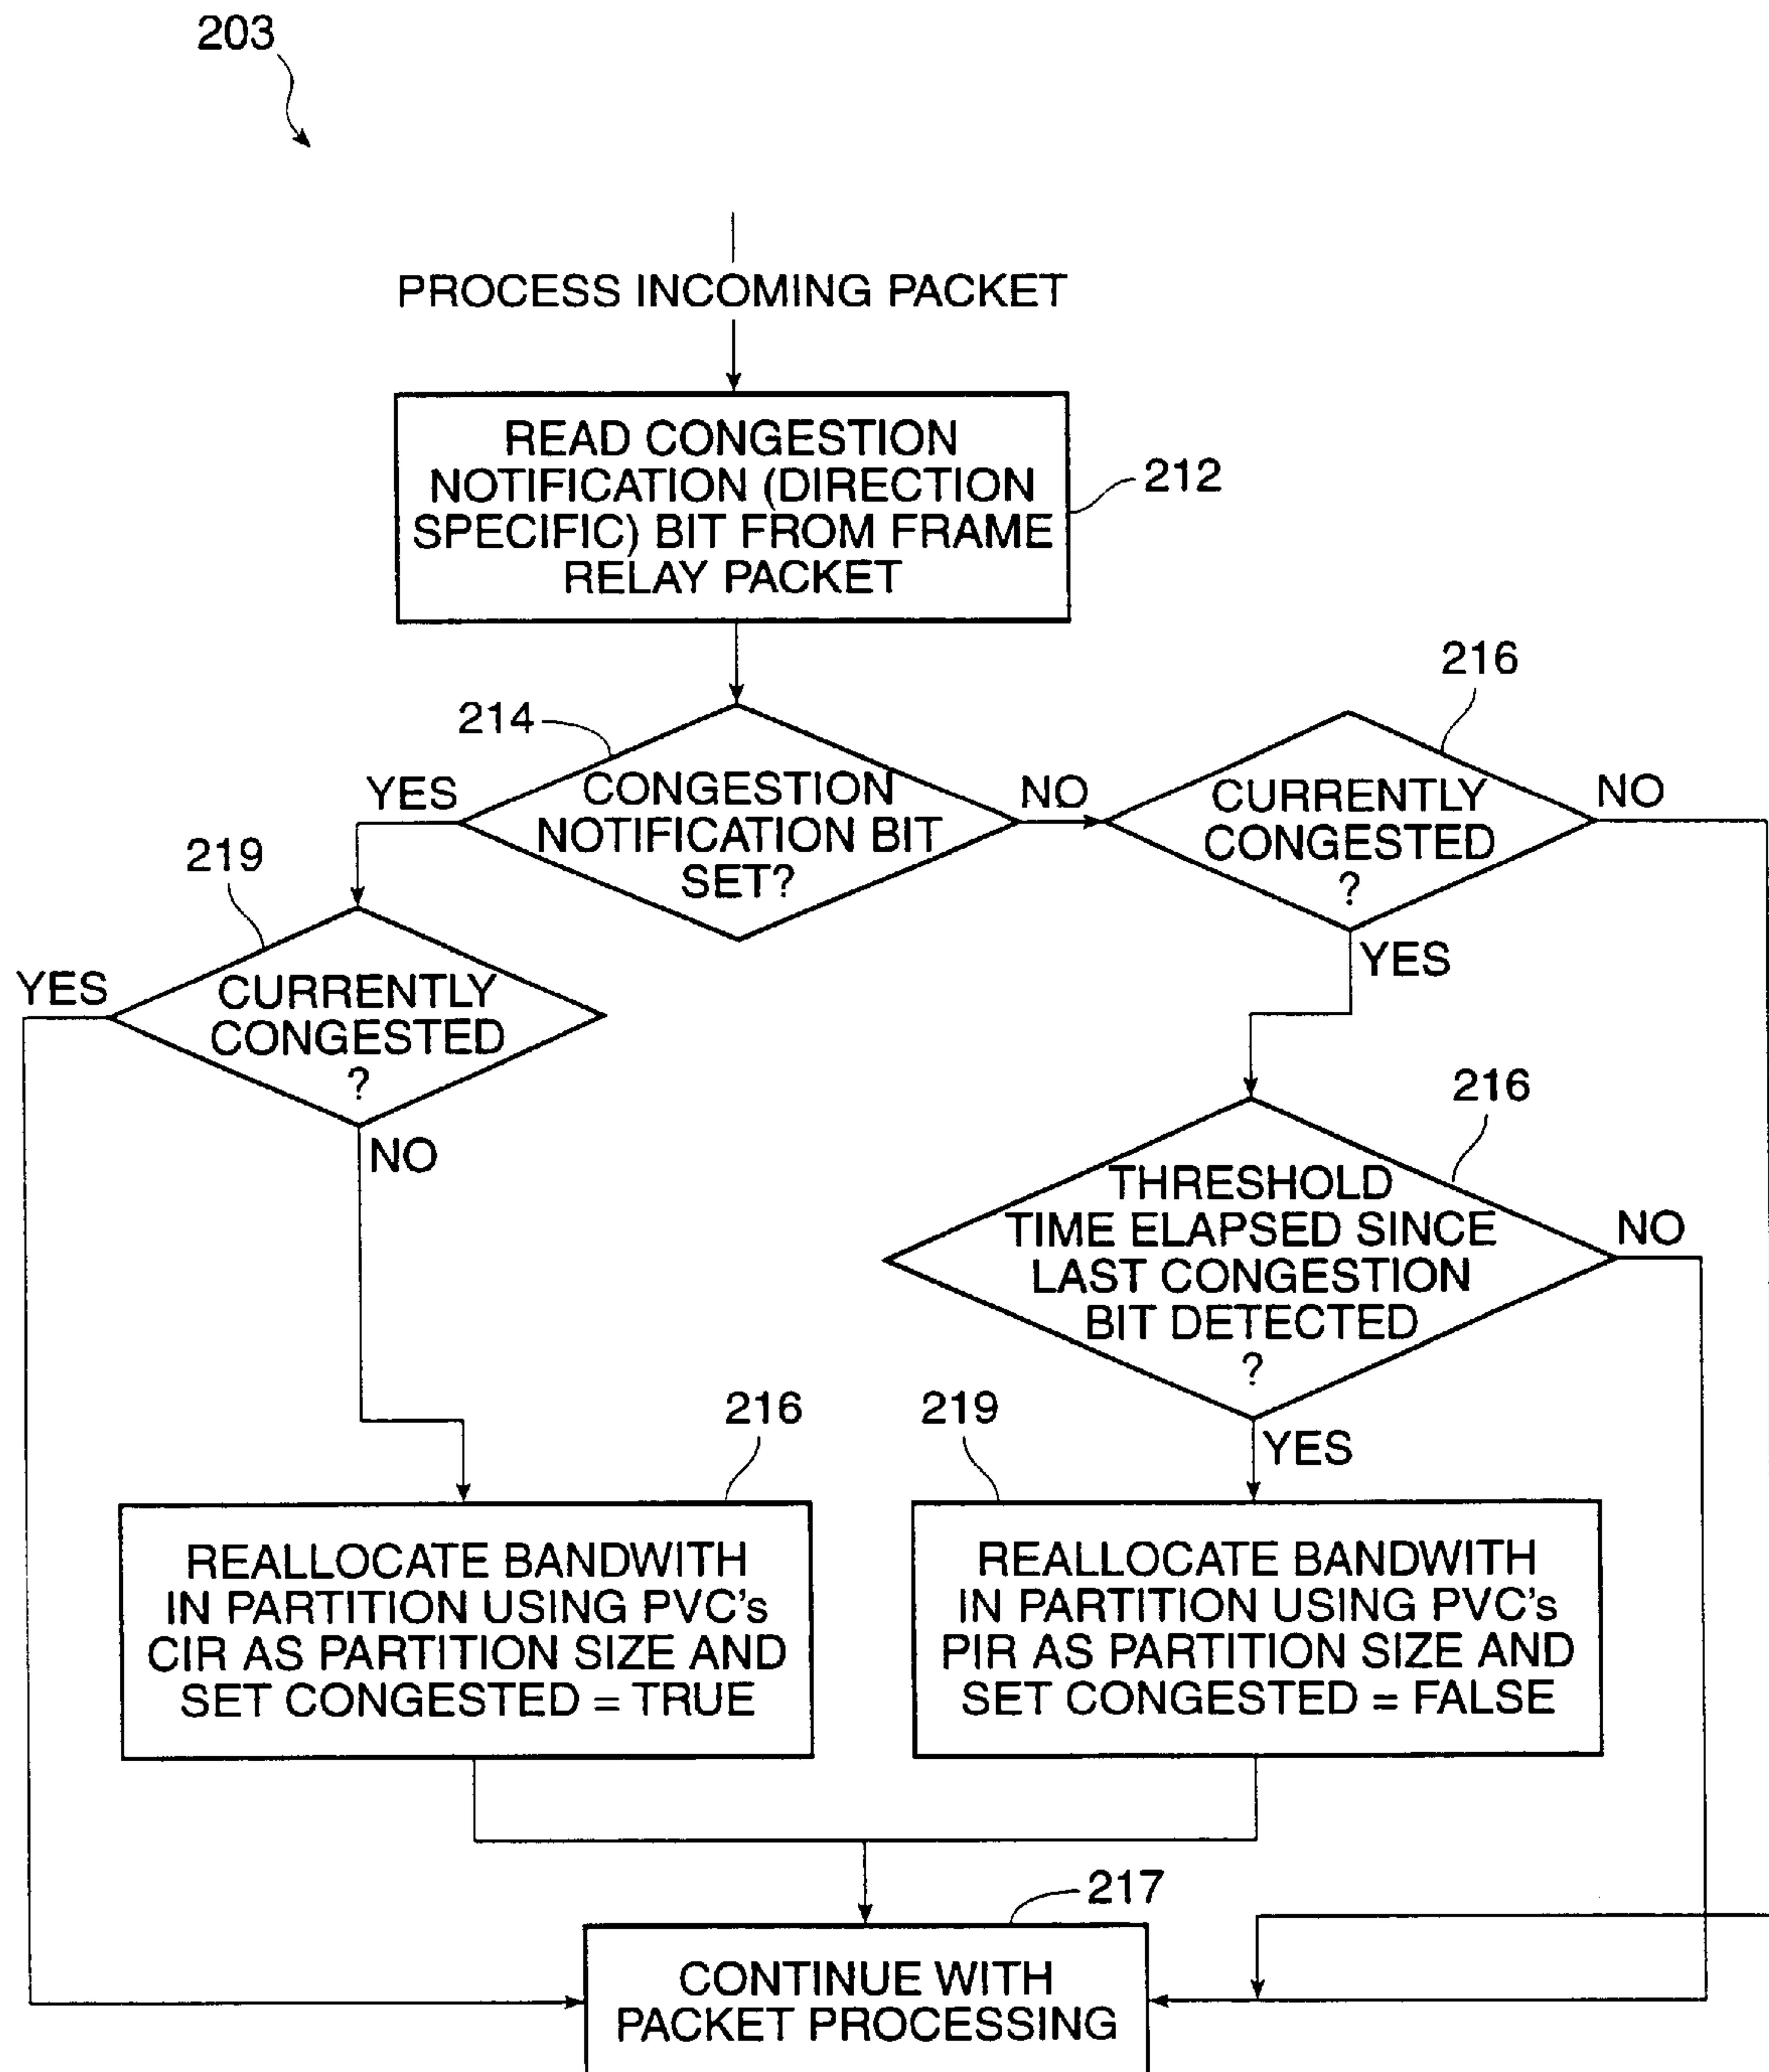 203
PROCESS INCOMING PACKET
READ CONGESTION
NOTIFICATION (DIRECTION
SPECIFIC) BIT FROM FRAME
RELAY PACKET
212
214
CONGESTION
NOTIFICATION BIT
SET?
YES
NO
216
CURRENTLY
CONGESTED
?
NO
YES
219
CURRENTLY
CONGESTED
?
YES
NO
216
THRESHOLD
TIME ELAPSED SINCE
LAST CONGESTION
BIT DETECTED
?
NO
YES
216
REALLOCATE BANDWITH
IN PARTITION USING PVC's
CIR AS PARTITION SIZE AND
SET CONGESTED = TRUE
219
REALLOCATE BANDWITH
IN PARTITION USING PVC's
PIR AS PARTITION SIZE AND
SET CONGESTED = FALSE
217
CONTINUE WITH
PACKET PROCESSING